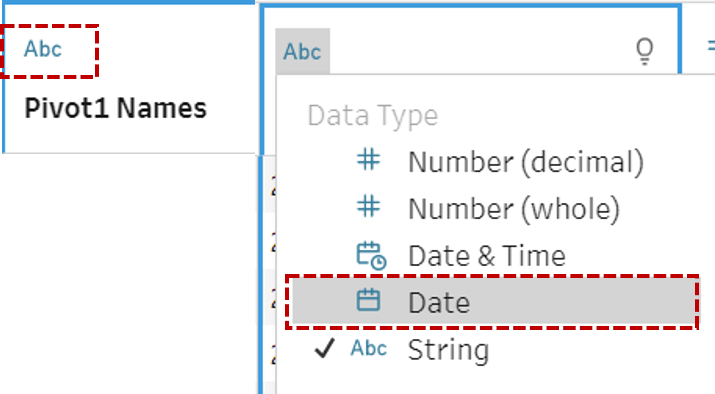 Abc
Pivot1 Names
Abc
Data Type
# Number (decimal)
# Number (whole)
Date & Time
Date
✓ Abc String